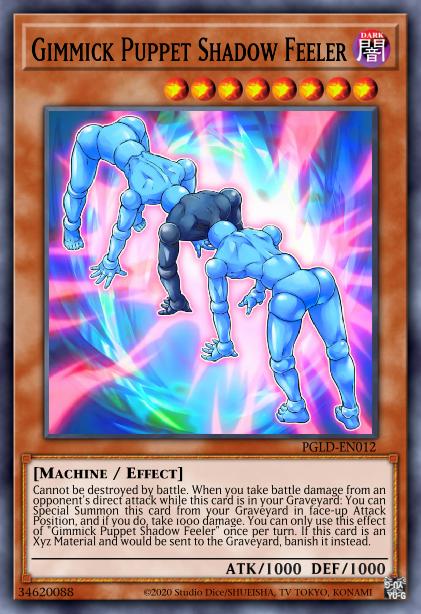 GIMMICK PUPPET SHADOW FEELER
DARK
闇
PGLD-EN012
[MACHINE / EFFECT]
Cannot be destroyed by battle. When you take battle damage from an
opponent's direct attack while this card is in your Graveyard: You can
Special Summon this card from your Graveyard in face-up Attack
Position, and if you do, take 1000 damage. You can only use this effect
of "Gimmick Puppet Shadow Feeler" once per turn. If this card is an
Xyz Material and would be sent to the Graveyard, banish it instead.
ATK/1000 DEF/1000
34620088
©2020 Studio Dice/SHUEISHA, TV TOKYO, KONAMI